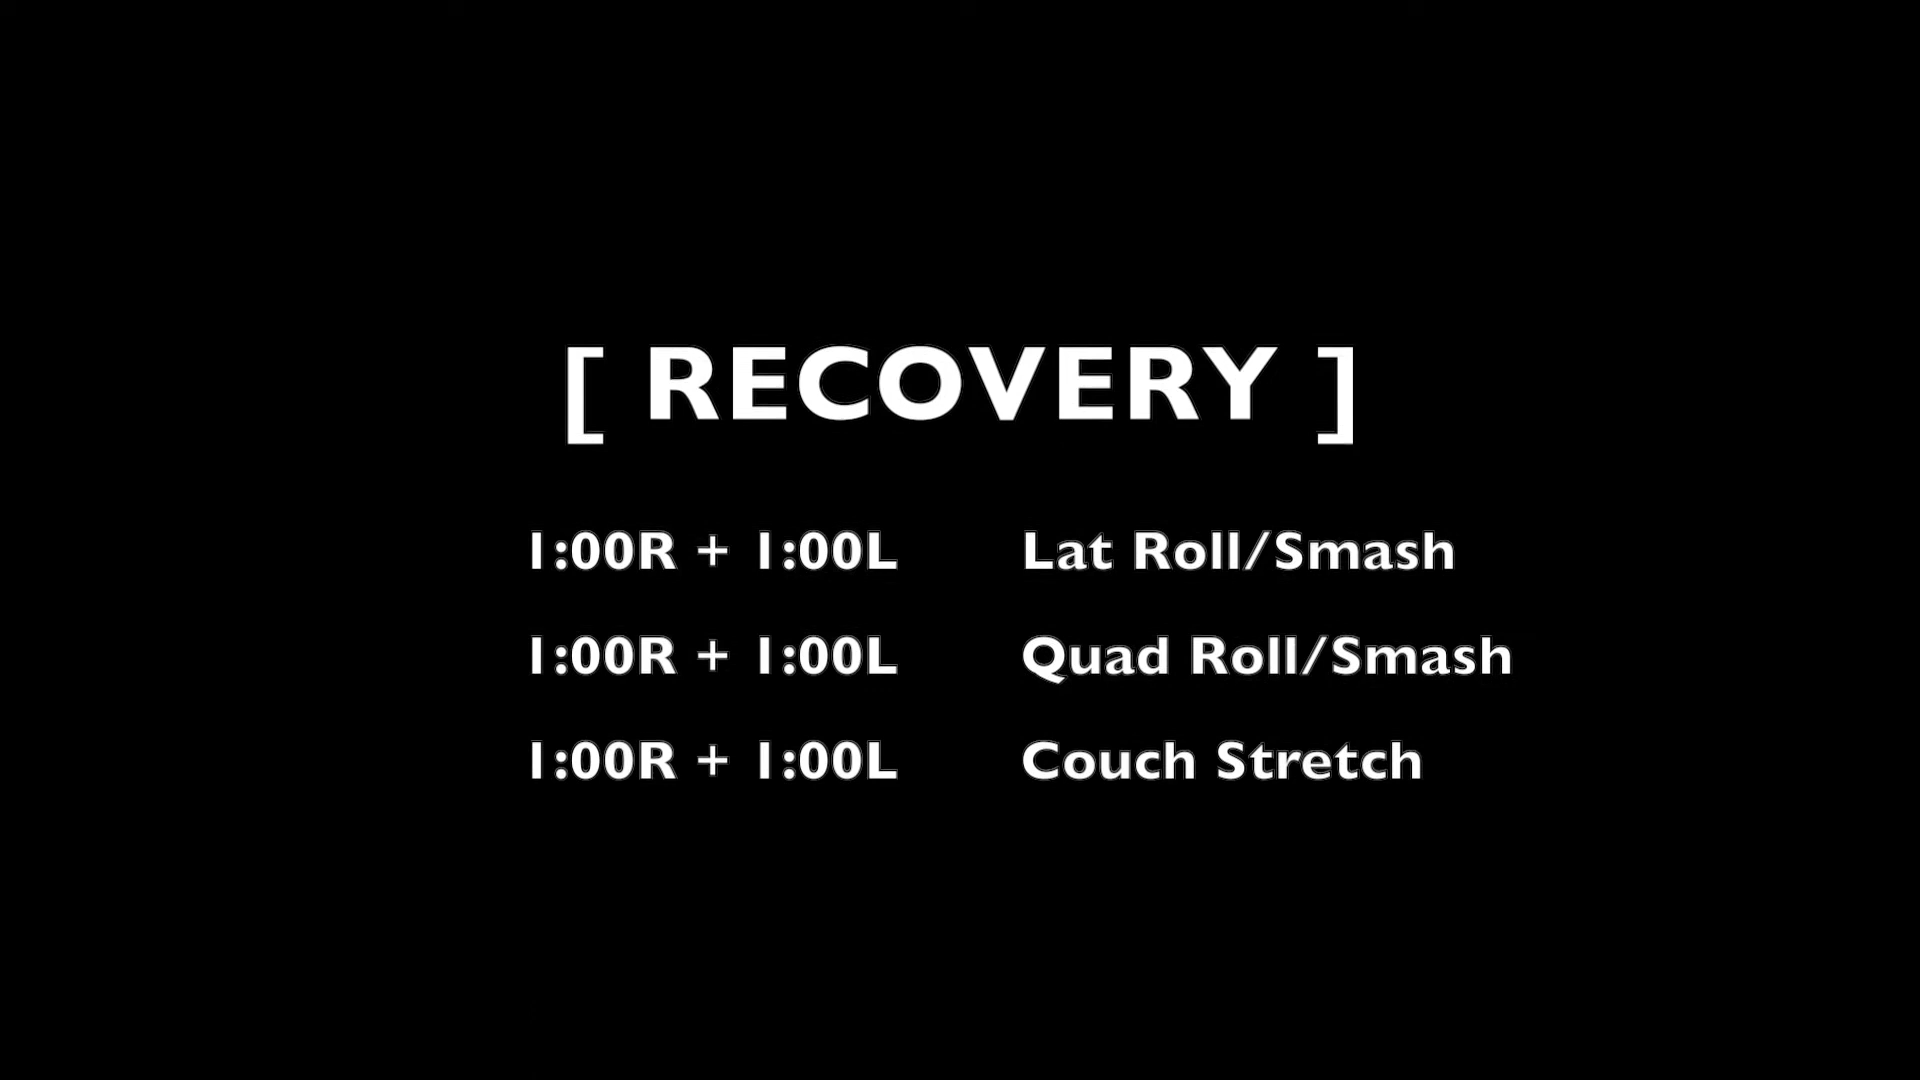 [ RECOVERY ]
1:00R + 1:00L Lat Roll/Smash
1:00R + 1:00L Quad Roll/Smash
1:00R + 1:00L Couch Stretch